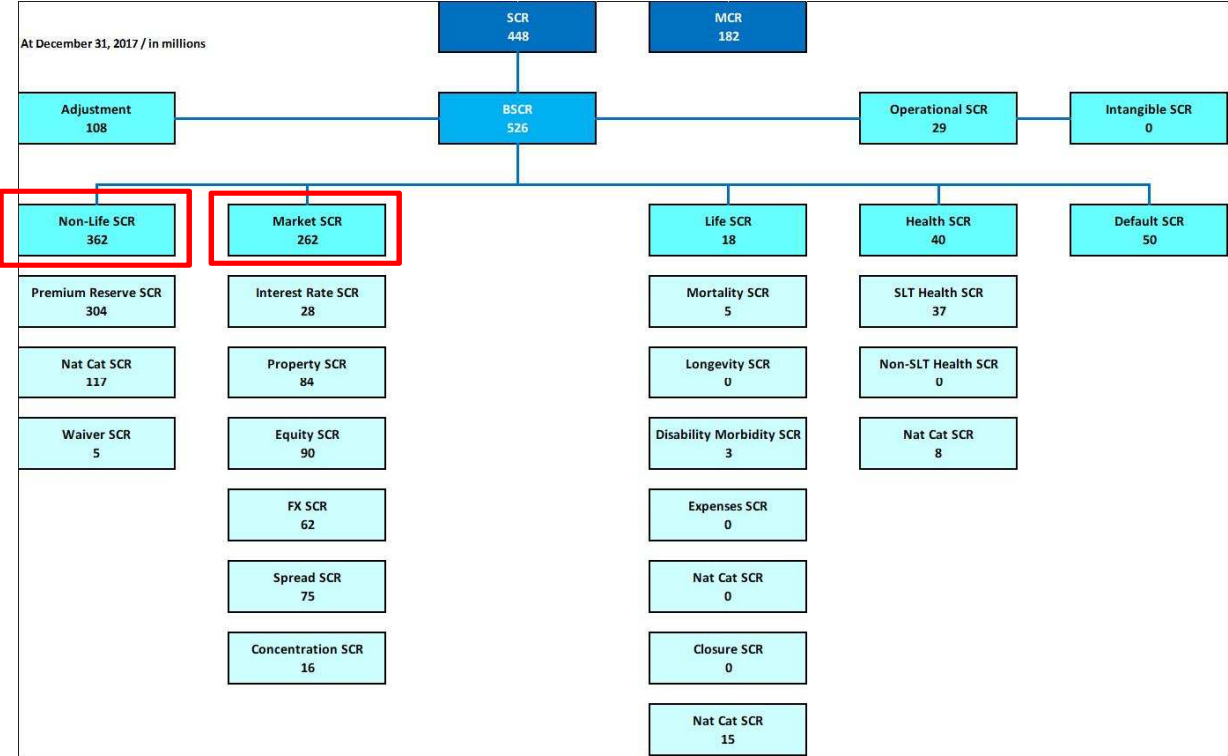 SCR
448
MCR
182
At December 31, 2017 / in millions
Adjustment
108
BSCR
526
Operational SCR
29
Intangible SCR
0
Non-Life SCR
362
Market SCR
262
Life SCR
18
Health SCR
40
Default SCR
50
Premium Reserve SCR
304
Interest Rate SCR
28
Mortality SCR
5
SLT Health SCR
37
Nat Cat SCR
117
Property SCR
84
Longevity SCR
0
Non-SLT Health SCR
0
Waiver SCR
5
Equity SCR
90
Disability Morbidity SCR
3
Nat Cat SCR
8
FX SCR
62
Expenses SCR
0
Spread SCR
75
Nat Cat SCR
0
Concentration SCR
16
Closure SCR
0
Nat Cat SCR
15